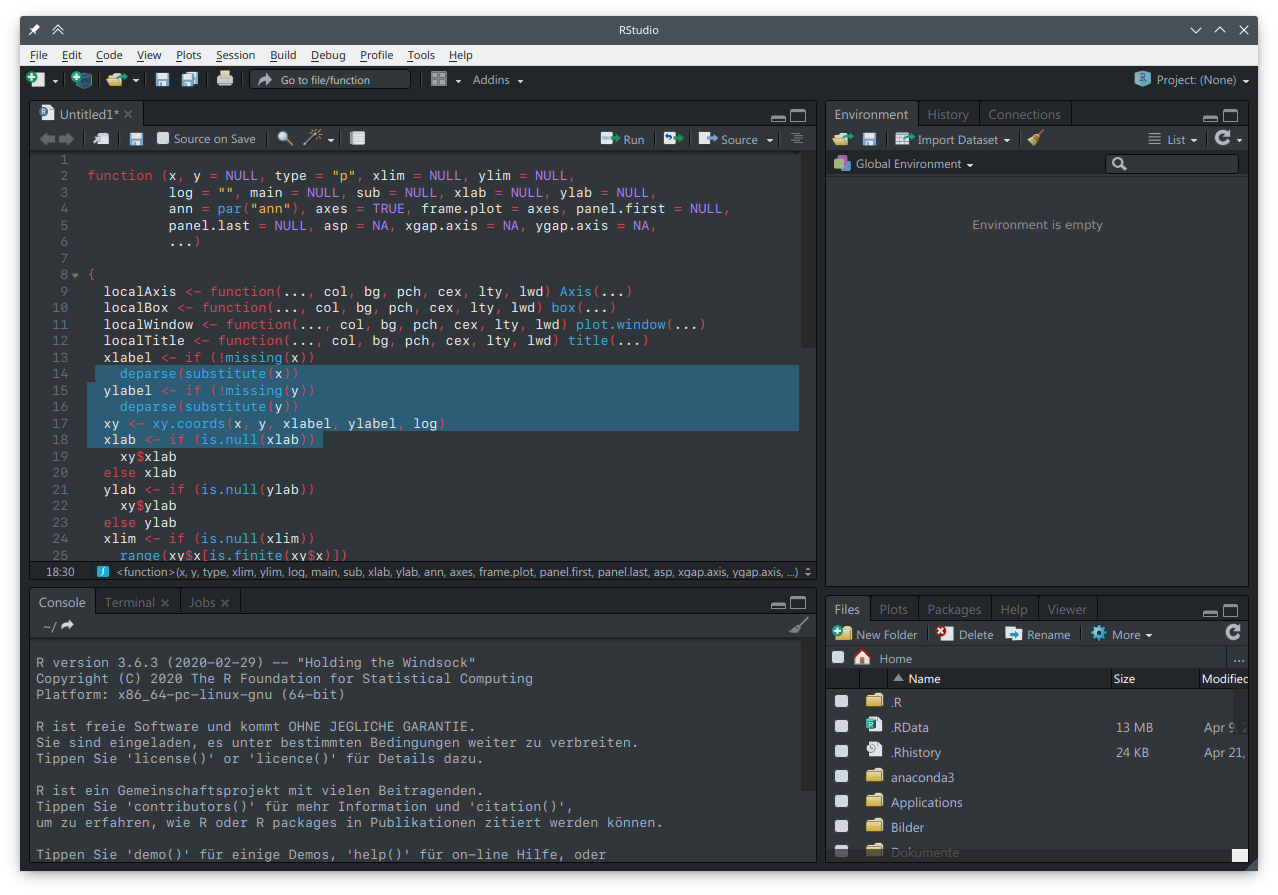 RStudio
File Edit Code View Plots Session Build Debug Profile Tools Help
Go to file/function Addins Project: (None)
Untitled1*
Source on Save Run Source
1
2 function (x, y = NULL, type = "p", xlim = NULL, ylim = NULL,
3 log = "", main = NULL, sub = NULL, xlab = NULL, ylab = NULL,
4 ann = par("ann"), axes = TRUE, frame.plot = axes, panel.first = NULL,
5 panel.last = NULL, asp = NA, xgap.axis = NA, ygap.axis = NA,
6 ...)
7
8 {
9 localAxis <- function(..., col, bg, pch, cex, lty, lwd) Axis(...)
10 localBox <- function(..., col, bg, pch, cex, lty, lwd) box(...)
11 localWindow <- function(..., col, bg, pch, cex, lty, lwd) plot.window(...)
12 localTitle <- function(..., col, bg, pch, cex, lty, lwd) title(...)
13 xlabel <- if (!missing(x))
14 deparse(substitute(x))
15 ylabel <- if (!missing(y))
16 deparse(substitute(y))
17 xy <- xy.coords(x, y, xlabel, ylabel, log)
18 xlab <- if (is.null(xlab))
19 xy$xlab
20 else xlab
21 ylab <- if (is.null(ylab))
22 xy$ylab
23 else ylab
24 xlim <- if (is.null(xlim))
25 range(xy$x[is.finite(xy$x)])
18:30 <function>(x, y, type, xlim, ylim, log, main, sub, xlab, ylab, ann, axes, frame.plot, panel.first, panel.last, asp, xgap.axis, ygap.axis, ...)
Console Terminal Jobs
~/
R version 3.6.3 (2020-02-29) -- "Holding the Windsock"
Copyright (C) 2020 The R Foundation for Statistical Computing
Platform: x86_64-pc-linux-gnu (64-bit)
R ist freie Software und kommt OHNE JEGLICHE GARANTIE.
Sie sind eingeladen, es unter bestimmten Bedingungen weiter zu verbreiten.
Tippen Sie 'license()' or 'licence()' für Details dazu.
R ist ein Gemeinschaftsprojekt mit vielen Beitragenden.
Tippen Sie 'contributors()' für mehr Information und 'citation()',
um zu erfahren, wie R oder R packages in Publikationen zitiert werden können.
Tippen Sie 'demo()' für einige Demos, 'help()' für on-line Hilfe, oder
Environment History Connections
Import Dataset List
Global Environment
Environment is empty
Files Plots Packages Help Viewer
New Folder Delete Rename More
Home ...
Name Size Modified
.R
.RData 13 MB Apr 9,
.Rhistory 24 KB Apr 21,
anaconda3
Applications
Bilder
Dokumente